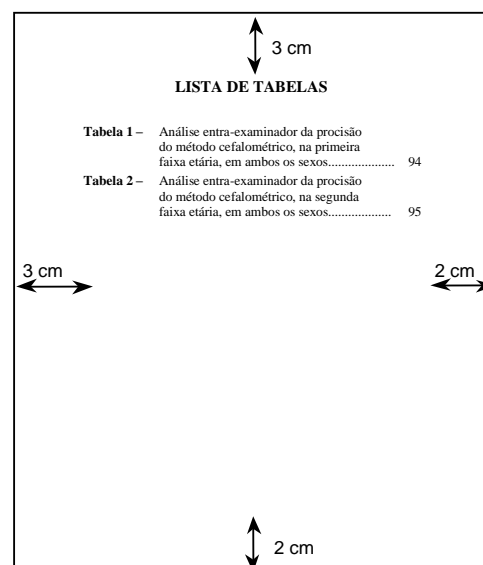 3 cm
LISTA DE TABELAS
Tabela 1 – Análise entra-examinador da procisão
do método cefalométrico, na primeira
faixa etária, em ambos os sexos.................... 94
Tabela 2 – Análise entra-examinador da procisão
do método cefalométrico, na segunda
faixa etária, em ambos os sexos................... 95
3 cm 2 cm
2 cm